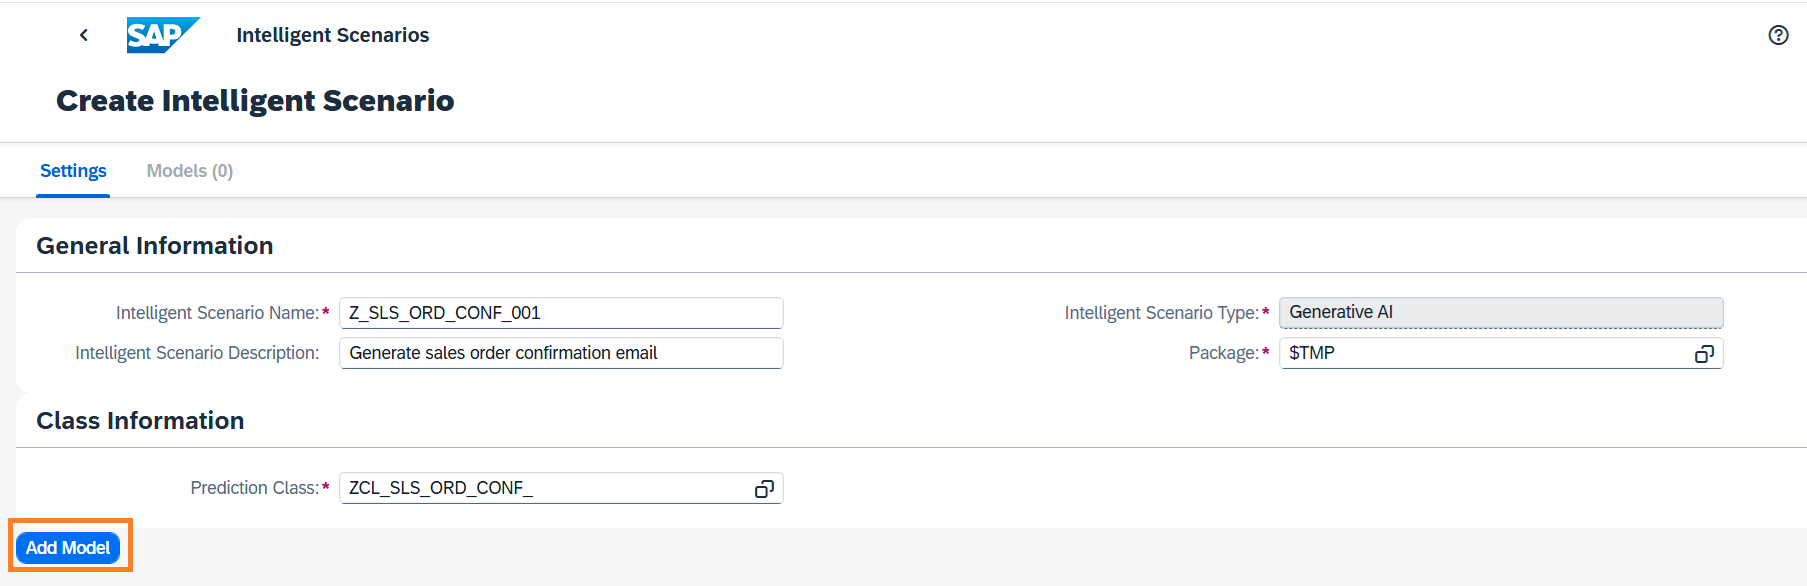 SAP Intelligent Scenarios
Create Intelligent Scenario
Settings Models (0)
General Information
Intelligent Scenario Name:* Z_SLS_ORD_CONF_001 Intelligent Scenario Type:* Generative AI
Intelligent Scenario Description: Generate sales order confirmation email Package:* $TMP
Class Information
Prediction Class:* ZCL_SLS_ORD_CONF_
Add Model